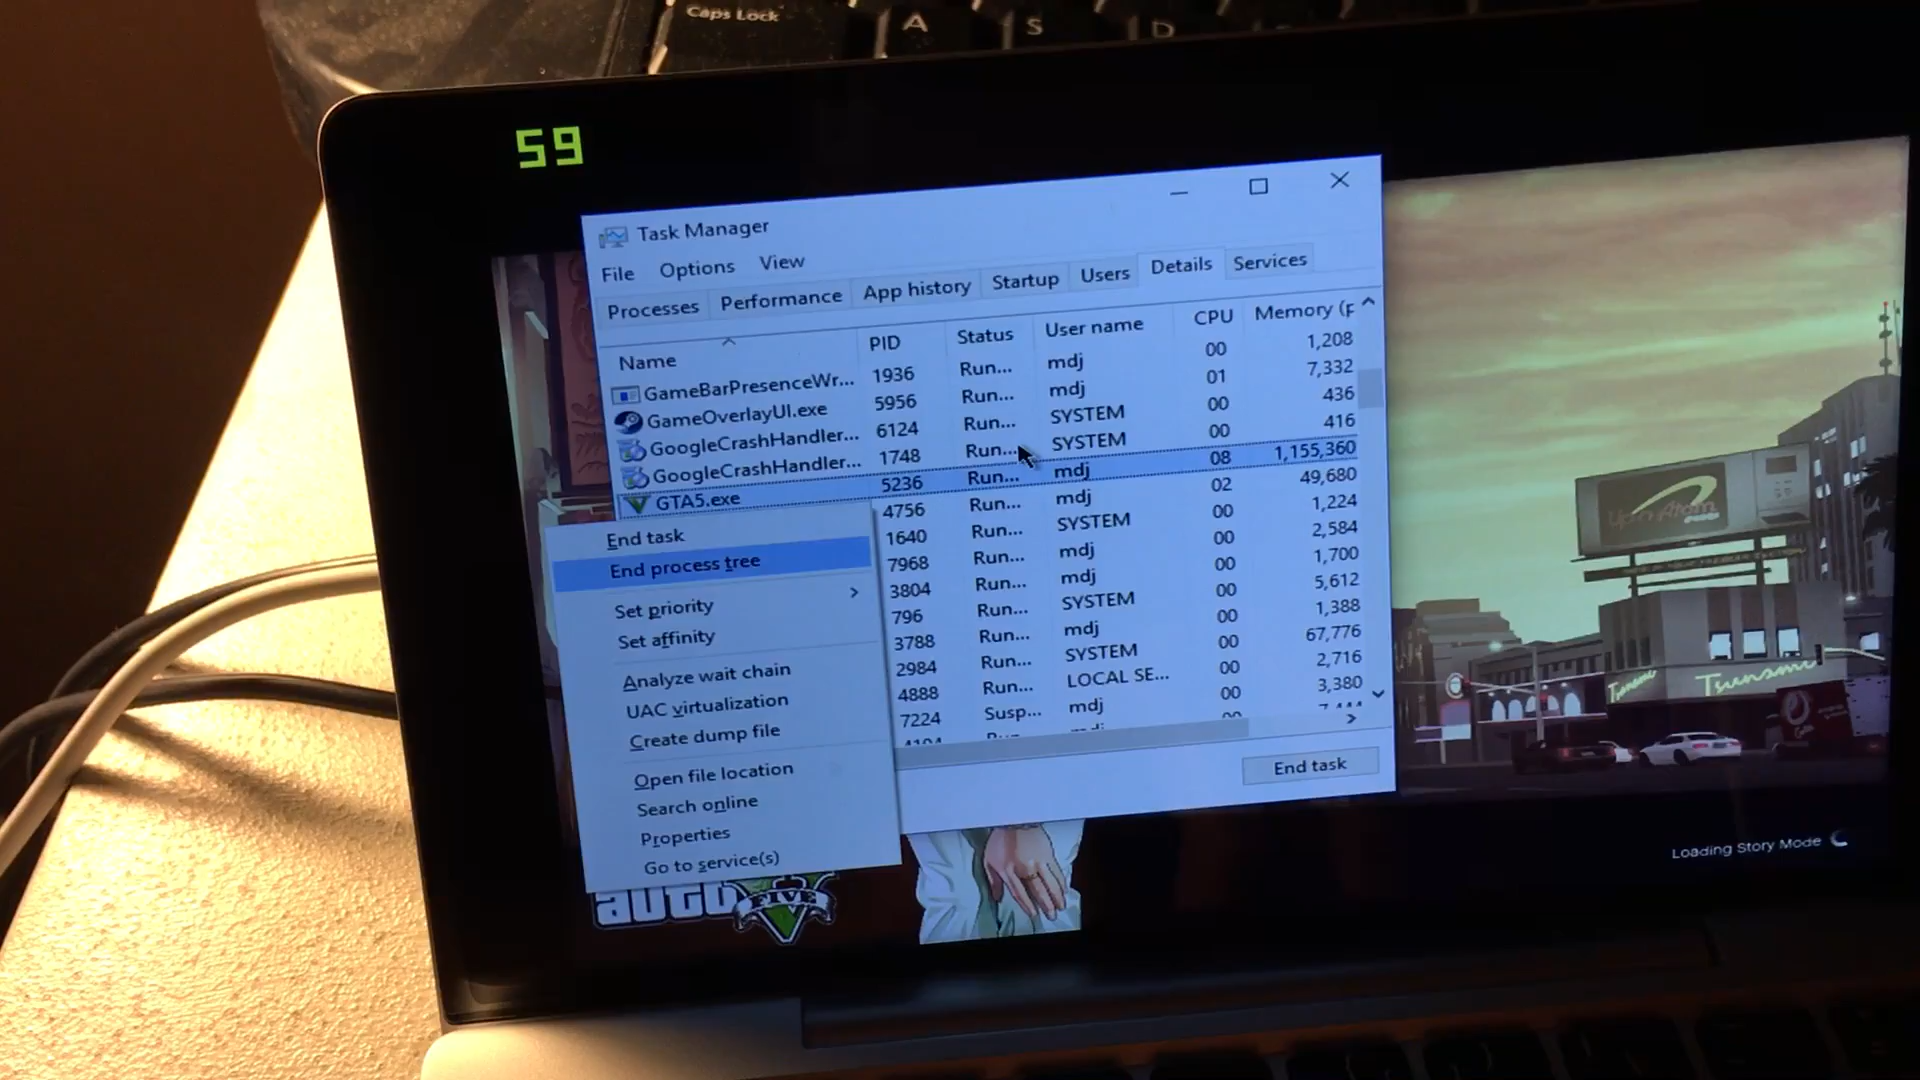 Caps Lock
A
S
D
59
Task Manager
File Options View
Processes Performance App history Startup Users Details Services
Name PID Status User name CPU Memory (p
GameBarPresenceWr... 1936 Run... mdj 00 1,208
GameOverlayUI.exe 5956 Run... mdj 01 7,332
GoogleCrashHandler... 6124 Run... SYSTEM 00 436
GoogleCrashHandler... 1748 Run... SYSTEM 00 416
GTA5.exe 5236 Run... mdj 08 1,155,360
4756 Run... mdj 02 49,680
1640 Run... SYSTEM 00 1,224
7968 Run... mdj 00 2,584
3804 Run... mdj 00 1,700
796 Run... SYSTEM 00 5,612
3788 Run... mdj 00 1,388
2984 Run... SYSTEM 00 67,776
4888 Run... LOCAL SE... 00 2,716
7224 Susp... mdj 00 3,380
End task
End process tree
Set priority
Set affinity
Analyze wait chain
UAC virtualization
Create dump file
Open file location
Search online
Properties
Go to service(s)
End task
Up-n-Atom
Tsunami
Tsunami
Loading Story Mode
auto
FIVE